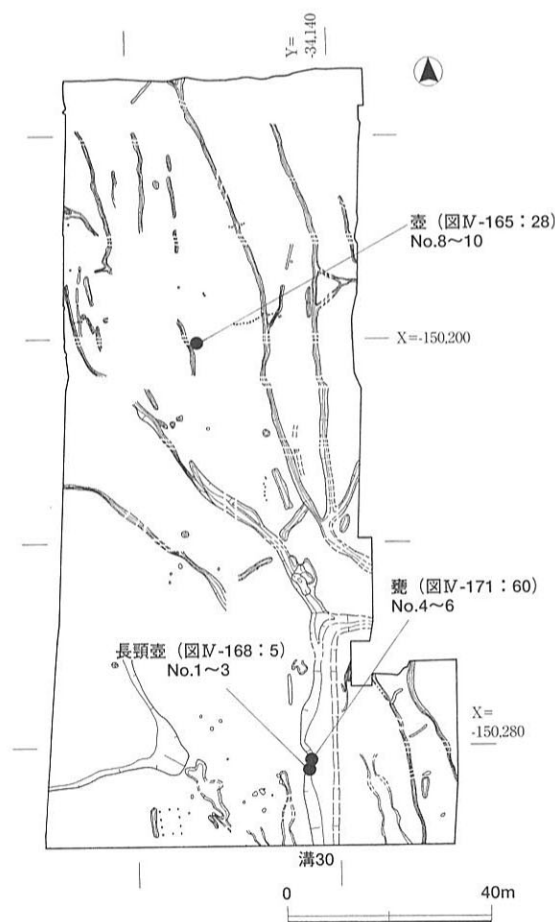 Y=
-34,140
壺（図Ⅳ-165：28）
No.8〜10
X=-150,200
甕（図Ⅳ-171：60）
No.4〜6
長頸壺（図Ⅳ-168：5）
No.1〜3
X=
-150,280
溝30
0 40m